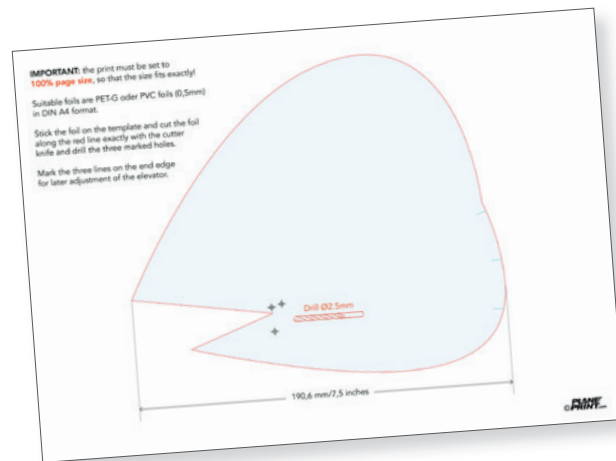 IMPORTANT: the print must be set to
100% page size, so that the size fits exactly!
Suitable foils are PET-G oder PVC foils (0,5mm)
in DIN A4 format.
Stick the foil on the template and cut the foil
along the red line exactly with the cutter
knife and drill the three marked holes.
Mark the three lines on the end edge
for later adjustment of the elevator.
Drill Ø2.5mm
190,6 mm/7,5 inches
© PLANE
PRINT.com